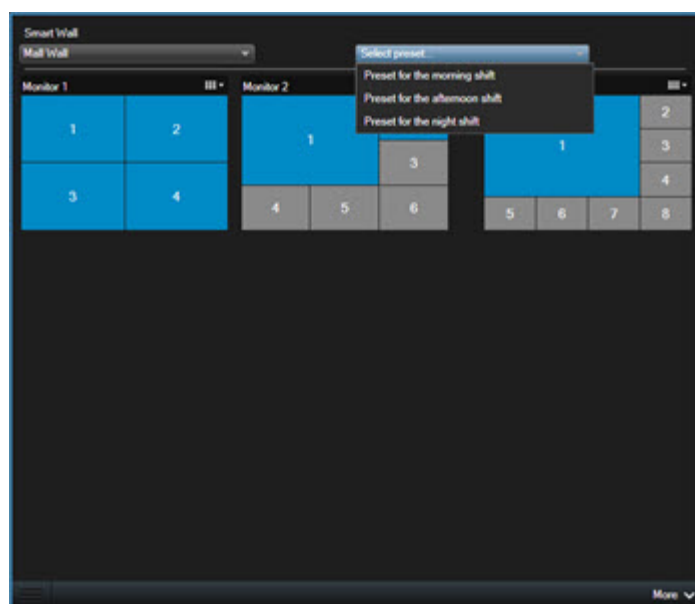 Smart Wall
Mall Wall
Select preset...
Preset for the morning shift
Preset for the afternoon shift
Preset for the night shift
Monitor 1
Monitor 2
1 2
3 4
1
3
4 5 6
1
2
3
4
5 6 7 8
More